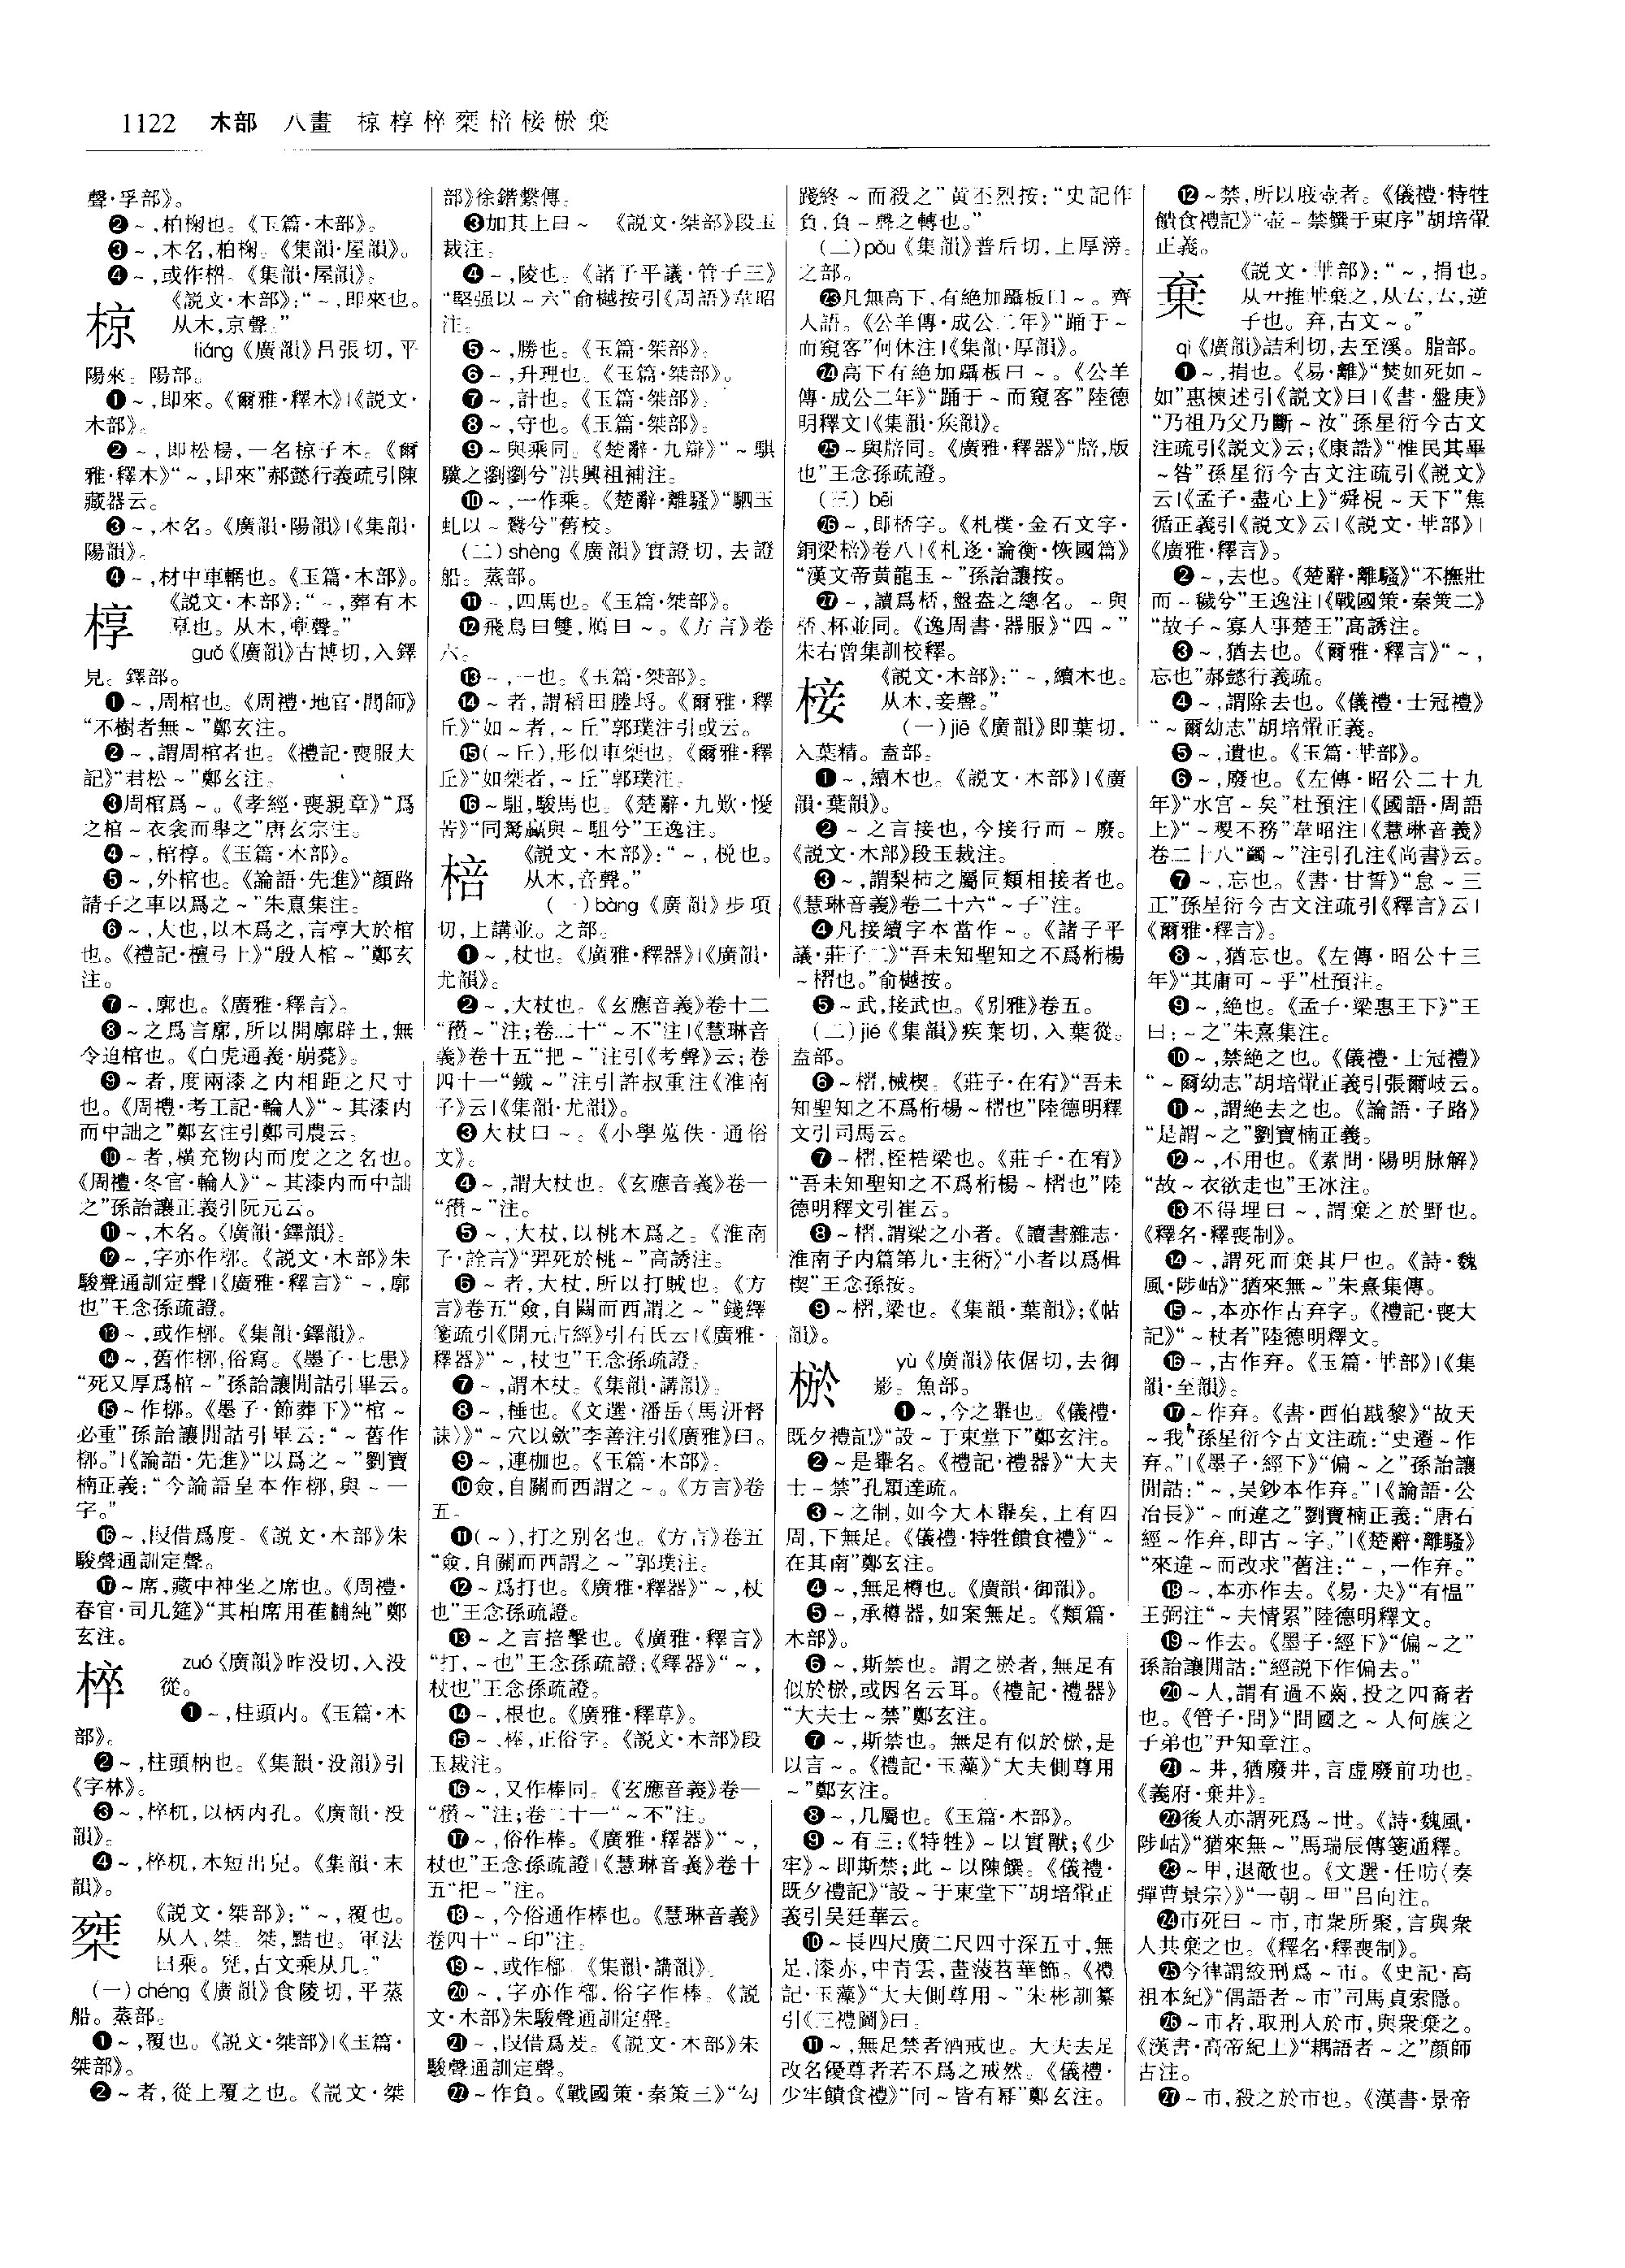 1122 木部 八畫 椋椁椊椉棓椄棜棄
聲·孚部》。
❷～,柏椈也。《玉篇·木部》。
❸～,木名,柏椈。《集韻·屋韻》。
❹～,或作𣚍。《集韻·屋韻》。
椋
《説文·木部》:“～,即來也。
从木,京聲。”
liáng《廣韻》吕張切,平
陽來。陽部。
❶～,即來。《爾雅·釋木》|《説文·
木部》。
❷～,即松楊,一名椋子木。《爾
雅·釋木》“～,即來”郝懿行義疏引陳
藏器云。
❸～,木名。《廣韻·陽韻》|《集韻·
陽韻》。
❹～,材中車輞也。《玉篇·木部》。
椁
《説文·木部》:“～,葬有木
𩫏也。从木,𩫏聲。”
guǒ《廣韻》古博切,入鐸
見。鐸部。
❶～,周棺也。《周禮·地官·閭師》
“不樹者無～”鄭玄注。
❷～,謂周棺者也。《禮記·喪服大
記》“君松～”鄭玄注。
❸周棺爲～。《孝經·喪親章》“爲
之棺～衣衾而舉之”唐玄宗注。
❹～,棺椁。《玉篇·木部》。
❺～,外棺也。《論語·先進》“顏路
請子之車以爲之～”朱熹集注。
❻～,大也,以木爲之,言椁大於棺
也。《禮記·檀弓上》“殷人棺～”鄭玄
注。
❼～,廓也。《廣雅·釋言》。
❽～之爲言廓,所以開廓辟土,無
令迫棺也。《白虎通義·崩薨》。
❾～者,度兩漆之内相距之尺寸
也。《周禮·考工記·輪人》“～其漆内
而中詘之”鄭玄注引鄭司農云。
❿～者,橫充物内而度之之名也。
《周禮·冬官·輪人》“～其漆内而中詘
之”孫詒讓正義引阮元云。
⓫～,木名。《廣韻·鐸韻》。
⓬～,字亦作槨。《説文·木部》朱
駿聲通訓定聲|《廣雅·釋言》“～,廓
也”王念孫疏證。
⓭～,或作槨。《集韻·鐸韻》。
⓮～,舊作槨,俗寫。《墨子·七患》
“死又厚爲棺～”孫詒讓閒詁引畢云。
⓯～作槨。《墨子·節葬下》“棺～
必重”孫詒讓閒詁引畢云:“～舊作
槨。”|《論語·先進》“以爲之～”劉寶
楠正義:“今論語皇本作槨,與～一
字。”
⓰～,叚借爲度。《説文·木部》朱
駿聲通訓定聲。
⓱～席,藏中神坐之席也。《周禮·
春官·司几筵》“其柏席用萑黼純”鄭
玄注。
椊
zuó《廣韻》昨没切,入没
從。
❶～,柱頭内。《玉篇·木
部》。
❷～,柱頭枘也。《集韻·没韻》引
《字林》。
❸～,椊杌,以柄内孔。《廣韻·没
韻》。
❹～,椊杌,木短出皃。《集韻·末
韻》。
椉
《説文·桀部》:“～,覆也。
从入、桀。桀,黠也。軍法
曰乘。𠅞,古文乘从几。”
(一)chéng《廣韻》食陵切,平蒸
船。蒸部。
❶～,覆也。《説文·桀部》|《玉篇·
桀部》。
❷～者,從上覆之也。《説文·桀
部》徐鍇繫傳。
❸加其上曰～ 《説文·桀部》段玉
裁注。
❹～,陵也。《諸子平議·管子三》
“堅强以～六”俞樾按引《周語》韋昭
注。
❺～,勝也。《玉篇·桀部》。
❻～,升理也。《玉篇·桀部》。
❼～,計也。《玉篇·桀部》。
❽～,守也。《玉篇·桀部》。
❾～與乘同。《楚辭·九辯》“～騏
驥之瀏瀏兮”洪興祖補注。
❿～,一作乘。《楚辭·離騷》“駟玉
虬以～鷖兮”舊校。
(二)shèng《廣韻》實證切,去證
船。蒸部。
⓫～,四馬也。《玉篇·桀部》。
⓬飛鳥曰雙,鴈曰～。《方言》卷
六。
⓭～,一也。《玉篇·桀部》。
⓮～者,謂稻田塍埒。《爾雅·釋
丘》“如～者,～丘”郭璞注引或云。
⓯(～丘),形似車椉也。《爾雅·釋
丘》“如椉者,～丘”郭璞注。
⓰～駔,駿馬也。《楚辭·九歎·憂
苦》“同駑驘與～駔兮”王逸注。
棓
《説文·木部》:“～,梲也。
从木,咅聲。”
(一)bàng《廣韻》步項
切,上講並。之部。
❶～,杖也。《廣雅·釋器》|《廣韻·
尤韻》。
❷～,大杖也。《玄應音義》卷十二
“𥣪～”注;卷二十“～不”注|《慧琳音
義》卷十五“把～”注引《考聲》云;卷
四十一“鐵～”注引許叔重注《淮南
子》云|《集韻·尤韻》。
❸大杖曰～。《小學蒐佚·通俗
文》。
❹～,謂大杖也。《玄應音義》卷一
“𥣪～”注。
❺～,大杖,以桃木爲之。《淮南
子·詮言》“羿死於桃～”高誘注。
❻～者,大杖,所以打賊也。《方
言》卷五“僉,自關而西謂之～”錢繹
箋疏引《開元占經》引石氏云|《廣雅·
釋器》“～,杖也”王念孫疏證。
❼～,謂木杖。《集韻·講韻》。
❽～,棰也。《文選·潘岳〈馬汧督
誄〉》“～穴以斂”李善注引《廣雅》曰。
❾～,連枷也。《玉篇·木部》。
❿僉,自關而西謂之～。《方言》卷
五。
⓫(～),打之别名也。《方言》卷五
“僉,自關而西謂之～”郭璞注。
⓬～爲打也。《廣雅·釋器》“～,杖
也”王念孫疏證。
⓭～之言掊擊也。《廣雅·釋言》
“打,～也”王念孫疏證;《釋器》“～,
杖也”王念孫疏證。
⓮～,根也。《廣雅·釋草》。
⓯～、棒,正俗字。《説文·木部》段
玉裁注。
⓰～,又作棒同。《玄應音義》卷一
“𥣪～”注;卷二十一“～不”注。
⓱～,俗作棒。《廣雅·釋器》“～,
杖也”王念孫疏證|《慧琳音義》卷十
五“把～”注。
⓲～,今俗通作棒也。《慧琳音義》
卷四十“～印”注。
⓳～,或作㮄。《集韻·講韻》。
⓴～,字亦作㮄,俗字作棒。《説
文·木部》朱駿聲通訓定聲。
㉑～,叚借爲茇。《説文·木部》朱
駿聲通訓定聲。
㉒～作負。《戰國策·秦策三》“勾
踐終～而殺之”黄丕烈按:“史記作
負,負～聲之轉也。”
(二)pǒu《集韻》普后切,上厚滂。
之部。
㉓凡無高下,有絶加躡板曰～。齊
人語。《公羊傳·成公二年》“踊于～
而窺客”何休注|《集韻·厚韻》。
㉔高下有絶加躡板曰～。《公羊
傳·成公二年》“踊于～而窺客”陸德
明釋文|《集韻·矦韻》。
㉕～與㾦同。《廣雅·釋器》“㾦,版
也”王念孫疏證。
(三)bēi
㉖～,即桮字。《札樸·金石文字·
銅梁棓》卷八|《札迻·論衡·恢國篇》
“漢文帝黄龍玉～”孫詒讓按。
㉗～,讀爲桮,盤盎之總名。～與
桮、杯並同。《逸周書·器服》“四～”
朱右曾集訓校釋。
椄
《説文·木部》:“～,續木也。
从木,妾聲。”
(一)jiē《廣韻》即葉切,
入葉精。盍部。
❶～,續木也。《説文·木部》|《廣
韻·葉韻》。
❷～之言接也,今接行而～廢。
《説文·木部》段玉裁注。
❸～,謂梨柿之屬同類相接者也。
《慧琳音義》卷二十六“～子”注。
❹凡接續字本當作～。《諸子平
議·莊子二》“吾未知聖知之不爲桁楊
～槢也。”俞樾按。
❺～武,接武也。《别雅》卷五。
(二)jié《集韻》疾葉切,入葉從。
盍部。
❻～槢,械楔。《莊子·在宥》“吾未
知聖知之不爲桁楊～槢也”陸德明釋
文引司馬云。
❼～槢,桎梏梁也。《莊子·在宥》
“吾未知聖知之不爲桁楊～槢也”陸
德明釋文引崔云。
❽～槢,謂梁之小者。《讀書雜志·
淮南子内篇第九·主術》“小者以爲楫
楔”王念孫按。
❾～槢,梁也。《集韻·葉韻》;《帖
韻》。
棜
yù《廣韻》依倨切,去御
影。魚部。
❶～,今之轝也。《儀禮·
既夕禮記》“設～于東堂下”鄭玄注。
❷～是轝名。《禮記·禮器》“大夫
士～禁”孔穎達疏。
❸～之制,如今大木轝矣,上有四
周,下無足。《儀禮·特牲饋食禮》“～
在其南”鄭玄注。
❹～,無足樽也。《廣韻·御韻》。
❺～,承樽器,如案無足。《類篇·
木部》。
❻～,斯禁也。謂之棜者,無足有
似於棜,或因名云耳。《禮記·禮器》
“大夫士～禁”鄭玄注。
❼～,斯禁也。無足有似於棜,是
以言～。《禮記·玉藻》“大夫側尊用
～”鄭玄注。
❽～,几屬也。《玉篇·木部》。
❾～有三:《特牲》～以實獸;《少
牢》～即斯禁;此～以陳饌。《儀禮·
既夕禮記》“設～于東堂下”胡培翬正
義引吴廷華云。
❿～長四尺廣二尺四寸深五寸,無
足,漆赤,中青雲,畫蔆苕華飾。《禮
記·玉藻》“大夫側尊用～”朱彬訓纂
引《三禮圖》曰。
⓫～,無足禁者酒戒也。大夫去足
改名優尊者若不爲之戒然。《儀禮·
少牢饋食禮》“同～皆有冪”鄭玄注。
⓬～禁,所以庪壺者。《儀禮·特牲
饋食禮記》“壺～禁饌于東序”胡培翬
正義。
棄
《説文·𠦒部》:“～,捐也。
从廾推𠦒棄之,从𠫓,𠫓,逆
子也。弃,古文～。”
qì《廣韻》詰利切,去至溪。脂部。
❶～,捐也。《易·離》“焚如死如～
如”惠棟述引《説文》曰|《書·盤庚》
“乃祖乃父乃斷～汝”孫星衍今古文
注疏引《説文》云;《康誥》“惟民其畢
～咎”孫星衍今古文注疏引《説文》
云|《孟子·盡心上》“舜視～天下”焦
循正義引《説文》云|《説文·𠦒部》|
《廣雅·釋言》。
❷～,去也。《楚辭·離騷》“不撫壯
而～穢兮”王逸注|《戰國策·秦策二》
“故子～寡人事楚王”高誘注。
❸～,猶去也。《爾雅·釋言》“～,
忘也”郝懿行義疏。
❹～,謂除去也。《儀禮·士冠禮》
“～爾幼志”胡培翬正義。
❺～,遺也。《玉篇·𠦒部》。
❻～,廢也。《左傳·昭公二十九
年》“水官～矣”杜預注|《國語·周語
上》“～稷不務”韋昭注|《慧琳音義》
卷二十八“蠲～”注引孔注《尚書》云。
❼～,忘也。《書·甘誓》“怠～三
正”孫星衍今古文注疏引《釋言》云|
《爾雅·釋言》。
❽～,猶忘也。《左傳·昭公十三
年》“其庸可～乎”杜預注。
❾～,絶也。《孟子·梁惠王下》“王
曰:～之”朱熹集注。
❿～,禁絶之也。《儀禮·士冠禮》
“～爾幼志”胡培翬正義引張爾岐云。
⓫～,謂絶去之也。《論語·子路》
“是謂～之”劉寶楠正義。
⓬～,不用也。《素問·陽明脉解》
“故～衣欲走也”王冰注。
⓭不得埋曰～,謂棄之於野也。
《釋名·釋喪制》。
⓮～,謂死而棄其尸也。《詩·魏
風·陟岵》“猶來無～”朱熹集傳。
⓯～,本亦作古弃字。《禮記·喪大
記》“～杖者”陸德明釋文。
⓰～,古作弃。《玉篇·𠦒部》|《集
韻·至韻》。
⓱～作弃。《書·西伯戡黎》“故天
～我”孫星衍今古文注疏:“史遷～作
弃。”|《墨子·經下》“偏～之”孫詒讓
閒詁:“～,吴鈔本作弃。”|《論語·公
冶長》“～而違之”劉寶楠正義:“唐石
經～作弃,即古～字。”|《楚辭·離騷》
“來違～而改求”舊注:“～,一作弃。”
⓲～,本亦作去。《易·夬》“有愠”
王弼注“～夫情累”陸德明釋文。
⓳～作去。《墨子·經下》“偏～之”
孫詒讓閒詁:“經説下作偏去。”
⓴～人,謂有過不齒,投之四裔者
也。《管子·問》“問國之～人何族之
子弟也”尹知章注。
㉑～井,猶廢井,言虚廢前功也。
《義府·棄井》。
㉒後人亦謂死爲～世。《詩·魏風·
陟岵》“猶來無～”馬瑞辰傳箋通釋。
㉓～甲,退敵也。《文選·任昉〈奏
彈曹景宗〉》“一朝～甲”吕向注。
㉔市死曰～市,市衆所聚,言與衆
人共棄之也。《釋名·釋喪制》。
㉕今律謂絞刑爲～市。《史記·高
祖本紀》“偶語者～市”司馬貞索隱。
㉖～市者,取刑人於市,與衆棄之。
《漢書·高帝紀上》“耦語者～之”顏師
古注。
㉗～市,殺之於市也。《漢書·景帝